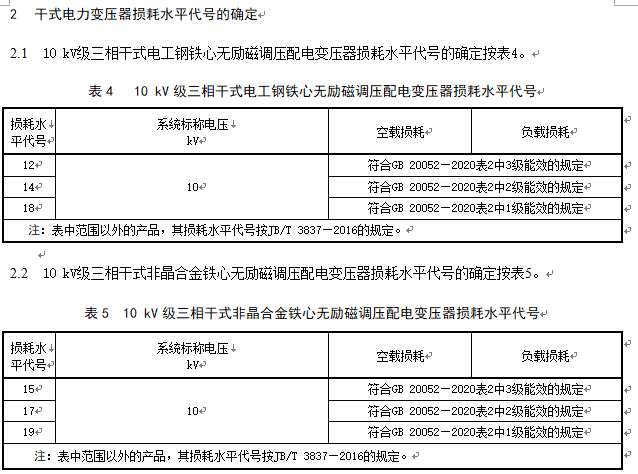 2 干式电力变压器损耗水平代号的确定
2.1 10 kV级三相干式电工钢铁心无励磁调压配电变压器损耗水平代号的确定按表4。
表 4 10 kV 级三相干式电工钢铁心无励磁调压配电变压器损耗水平代号
损耗水
平代号
系统标称电压
kV
空载损耗
负载损耗
12
10
符合GB 20052—2020表2中3级能效的规定
14
符合GB 20052—2020表2中2级能效的规定
18
符合GB 20052—2020表2中1级能效的规定
注：表中范围以外的产品，其损耗水平代号按JB/T 3837—2016的规定。
2.2 10 kV级三相干式非晶合金铁心无励磁调压配电变压器损耗水平代号的确定按表5。
表 5 10 kV 级三相干式非晶合金铁心无励磁调压配电变压器损耗水平代号
损耗水
平代号
系统标称电压
kV
空载损耗
负载损耗
15
10
符合GB 20052—2020表2中3级能效的规定
17
符合GB 20052—2020表2中2级能效的规定
19
符合GB 20052—2020表2中1级能效的规定
注：表中范围以外的产品，其损耗水平代号按JB/T 3837—2016的规定。